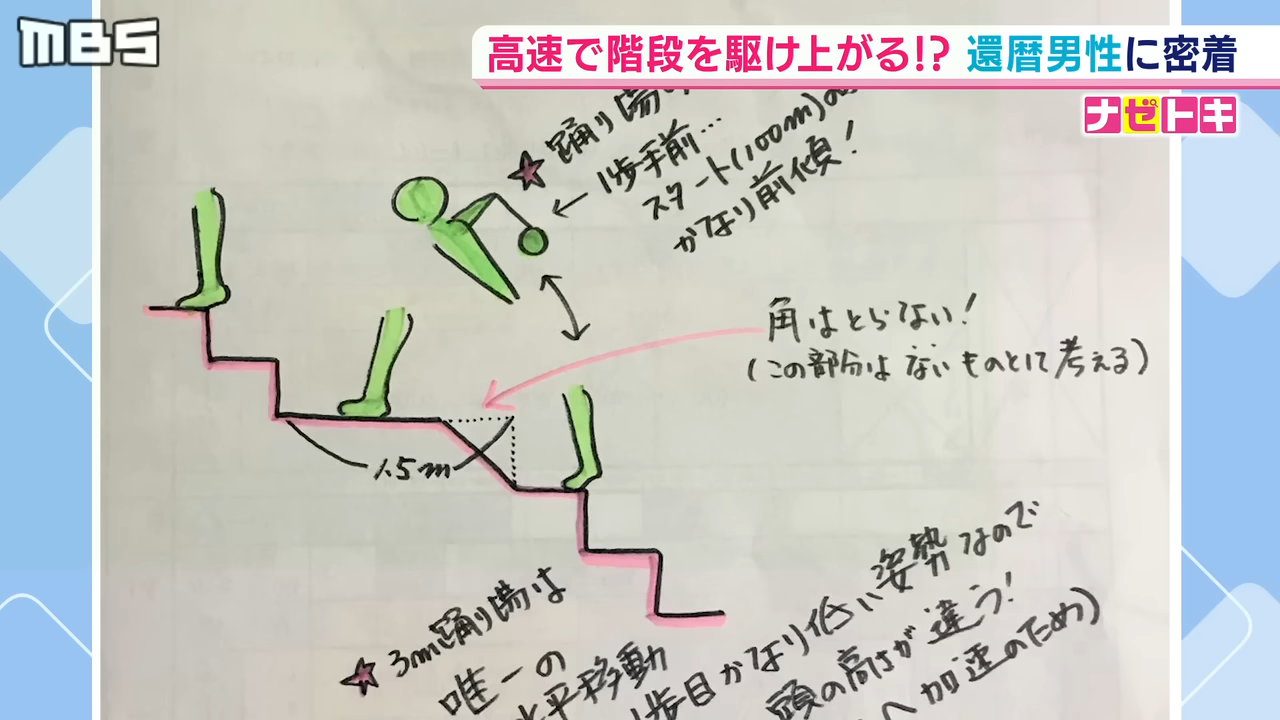 MBS
高速で階段を駆け上がる!? 還暦男性に密着
ナゼトキ
★踊り場の
←1歩手前…
スタート(100m)の
かなり前傾!
角はとらない!
(この部分は ないものとして考える)
1.5m
★3m踊り場は
唯一の
水平移動
1歩目かなり低い姿勢なので
頭の高さが違う!
へ加速のため)